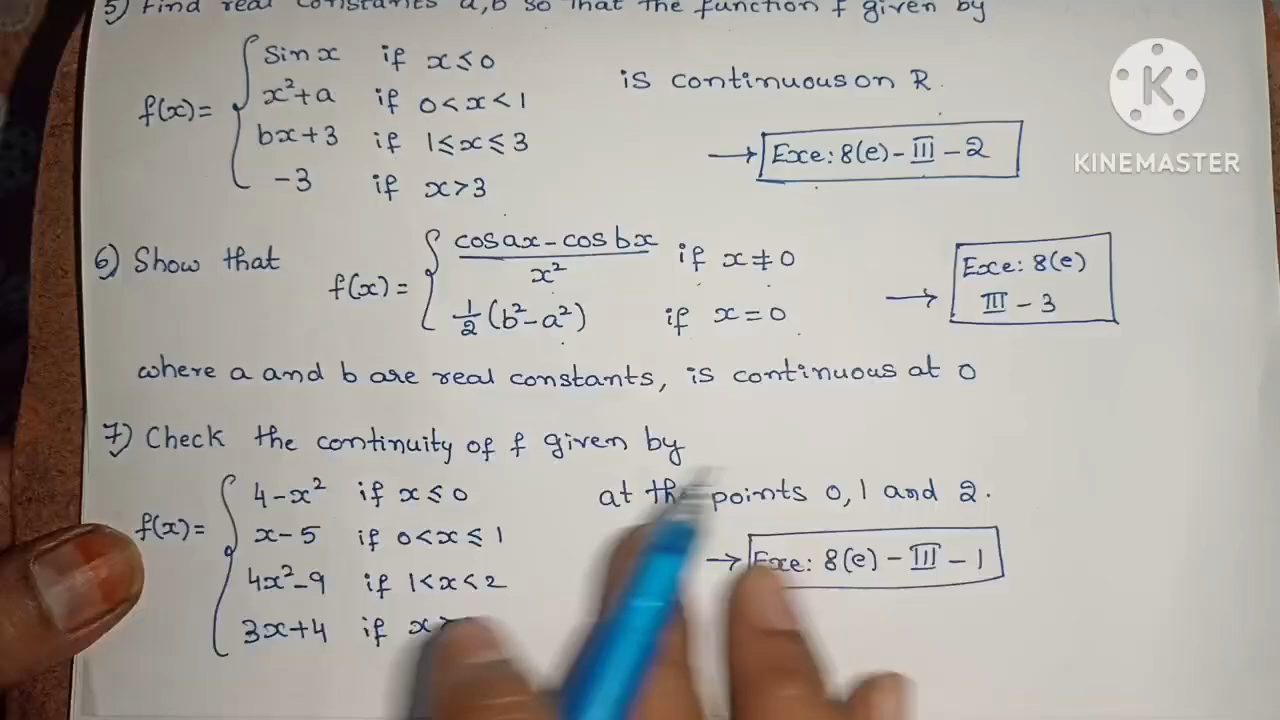 5) Find real constants a,b so that the function f given by
f(x)= { sin x if x ≤ 0
x²+a if 0<x<1
bx+3 if 1≤x≤3
-3 if x>3
is continuous on R.
→ Exe: 8(e)-III-2
K
KINEMASTER
6) Show that f(x)= { cos ax - cos bx / x² if x≠0
1/2 (b²-a²) if x=0
→ Exe: 8(e)
III-3
where a and b are real constants, is continuous at 0
7) Check the continuity of f given by
f(x)= { 4-x² if x≤0
x-5 if 0<x≤1
4x²-9 if 1<x<2
3x+4 if x
at the points 0,1 and 2.
→ Exe: 8(e)-III-1